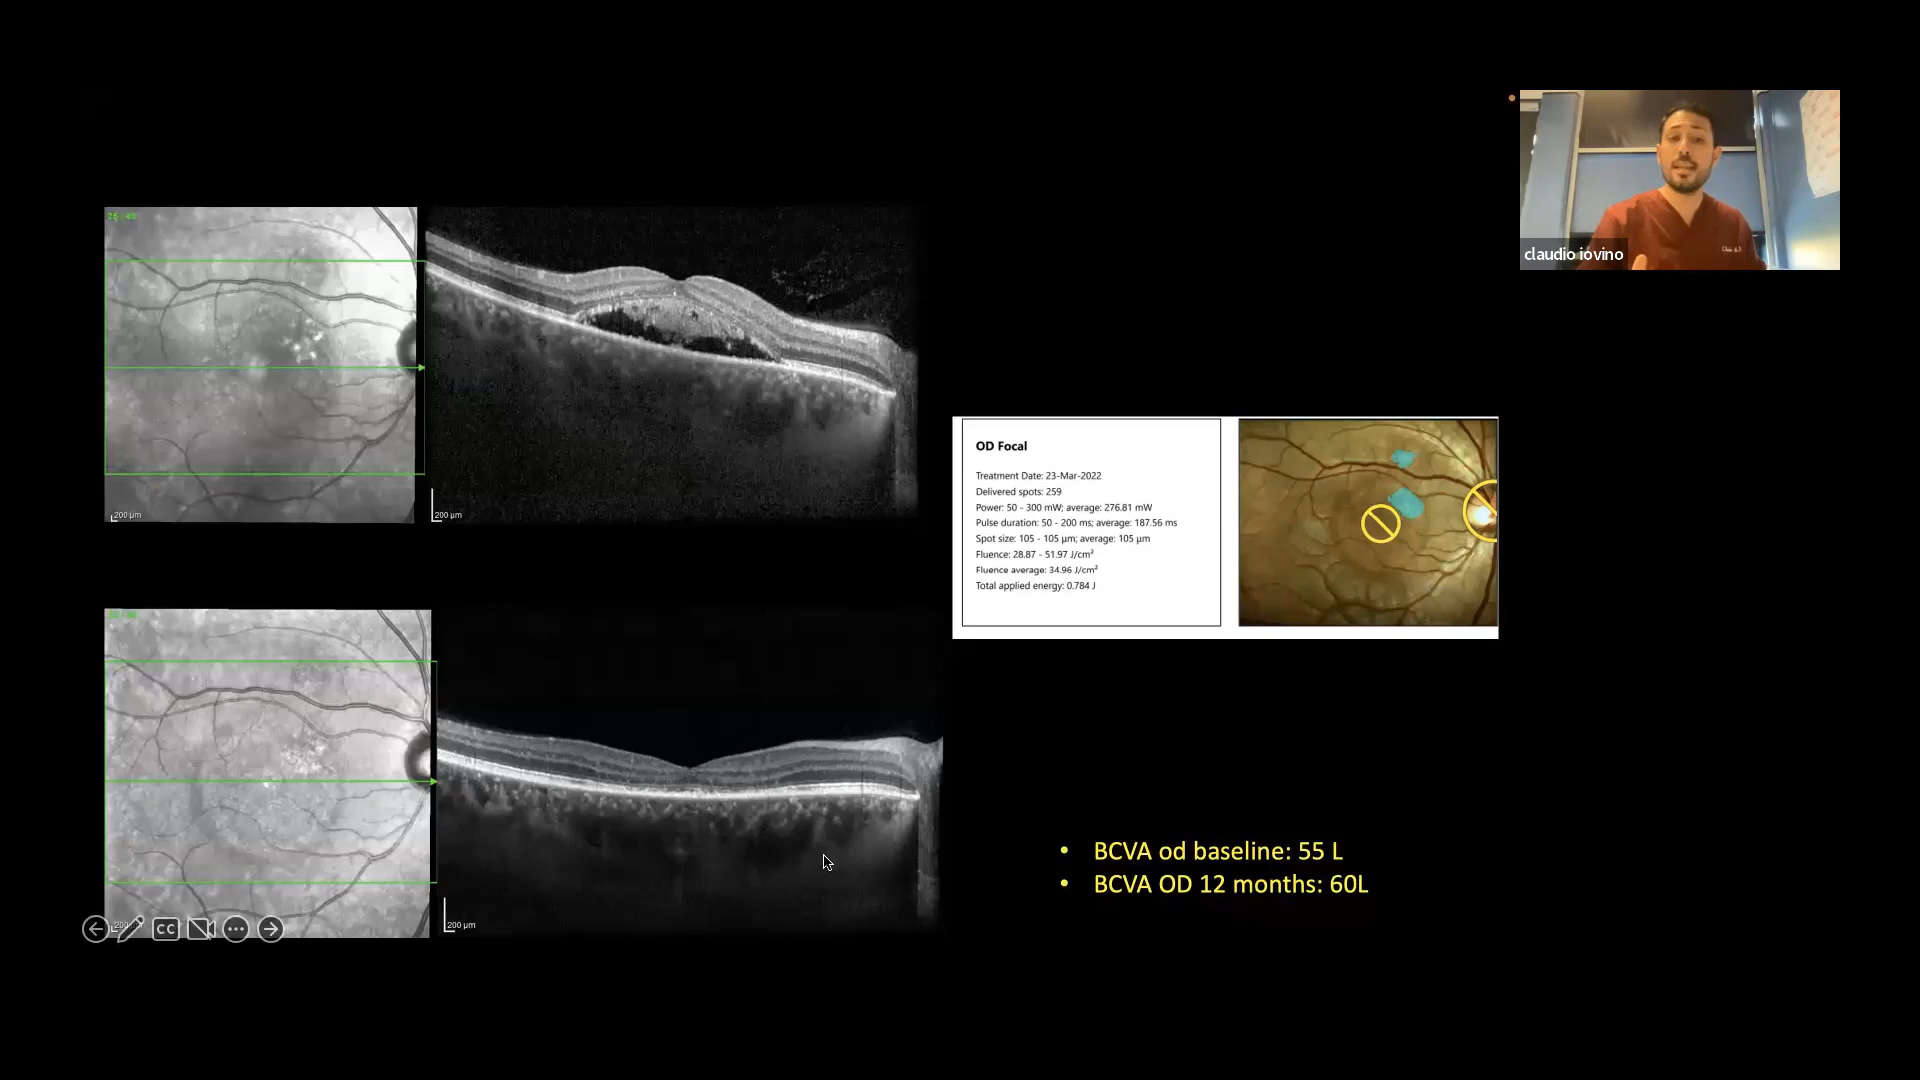 claudio iovino
200 µm
200 µm
OD Focal
Treatment Date: 23-Mar-2022
Delivered spots: 259
Power: 50 - 300 mW; average: 276.81 mW
Pulse duration: 50 - 200 ms; average: 187.56 ms
Spot size: 105 - 105 µm; average: 105 µm
Fluence: 28.87 - 51.97 J/cm²
Fluence average: 34.96 J/cm²
Total applied energy: 0.784 J
• BCVA od baseline: 55 L
• BCVA OD 12 months: 60L
CC
200 µm